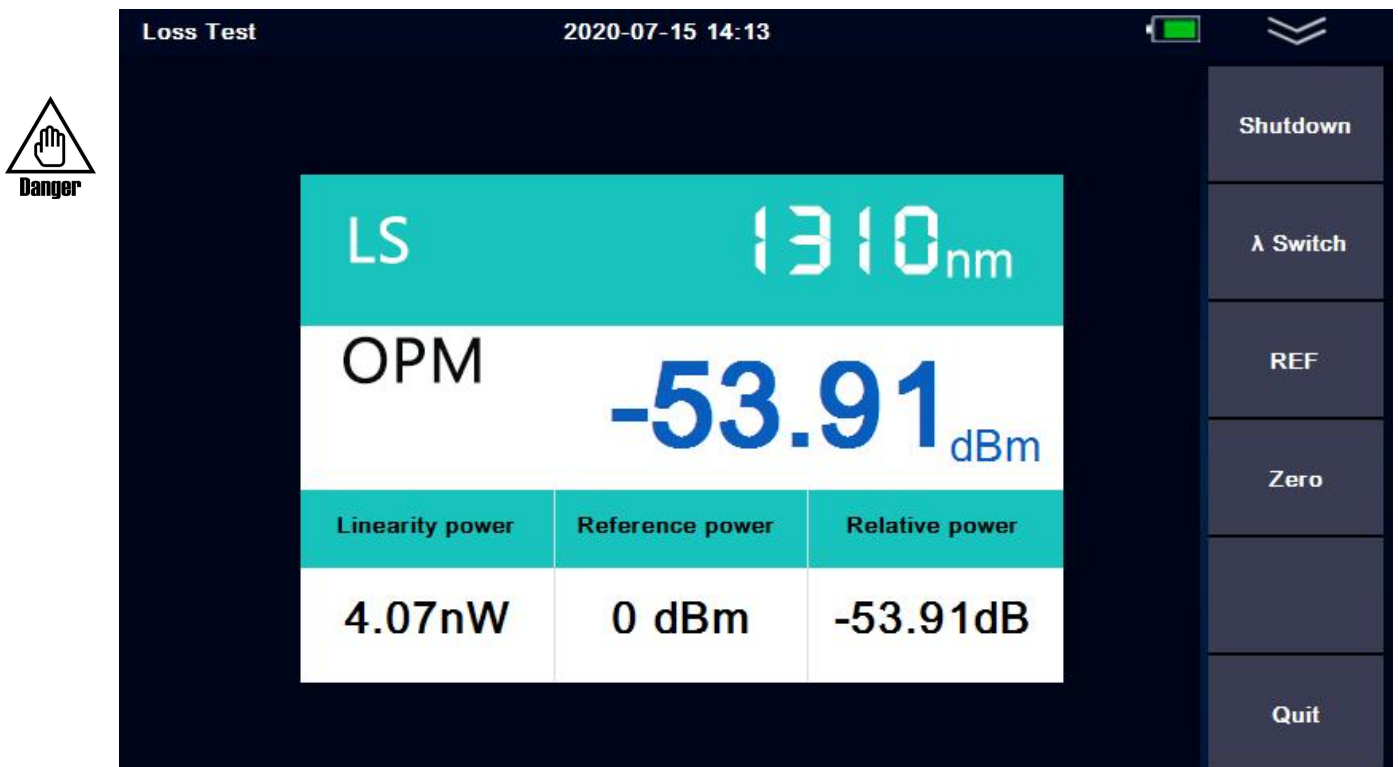 Loss Test 2020-07-15 14:13
Danger
Shutdown
λ Switch
REF
Zero
Quit
LS 1310nm
OPM -53.91dBm
Linearity power Reference power Relative power
4.07nW 0 dBm -53.91dB